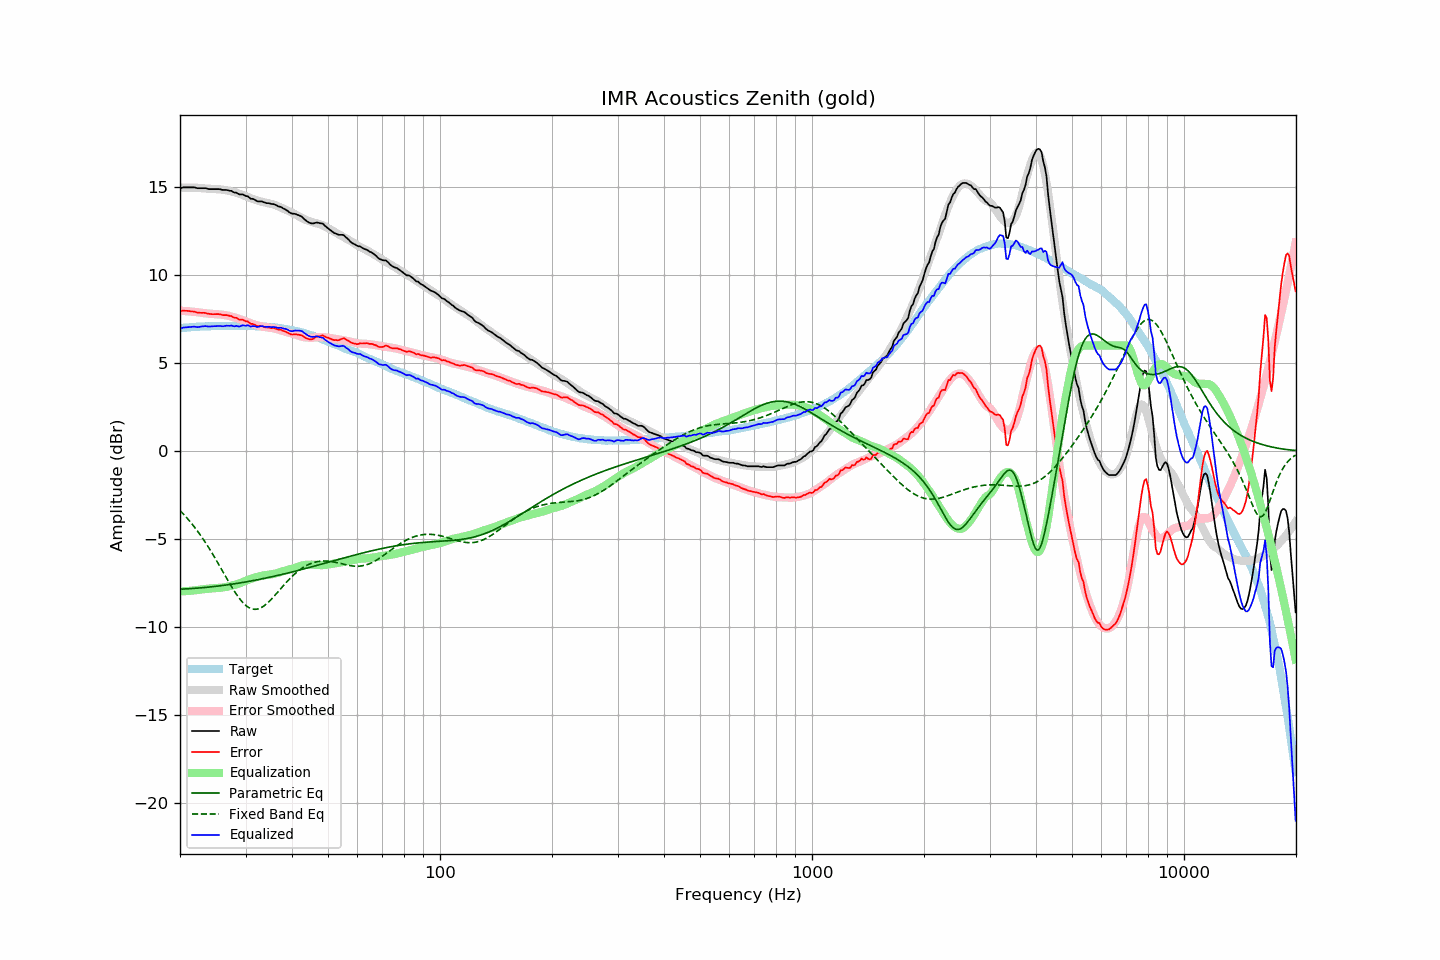 IMR Acoustics Zenith (gold)
Amplitude (dBr)
15
10
5
0
−5
−10
−15
−20
Target
Raw Smoothed
Error Smoothed
Raw
Error
Equalization
Parametric Eq
Fixed Band Eq
Equalized
100
1000
10000
Frequency (Hz)